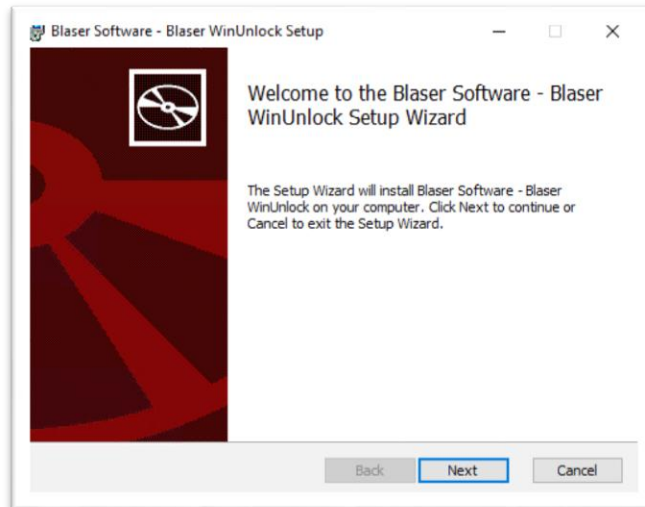 Blaser Software - Blaser WinUnlock Setup
Welcome to the Blaser Software - Blaser
WinUnlock Setup Wizard
The Setup Wizard will install Blaser Software - Blaser
WinUnlock on your computer. Click Next to continue or
Cancel to exit the Setup Wizard.
Back Next Cancel